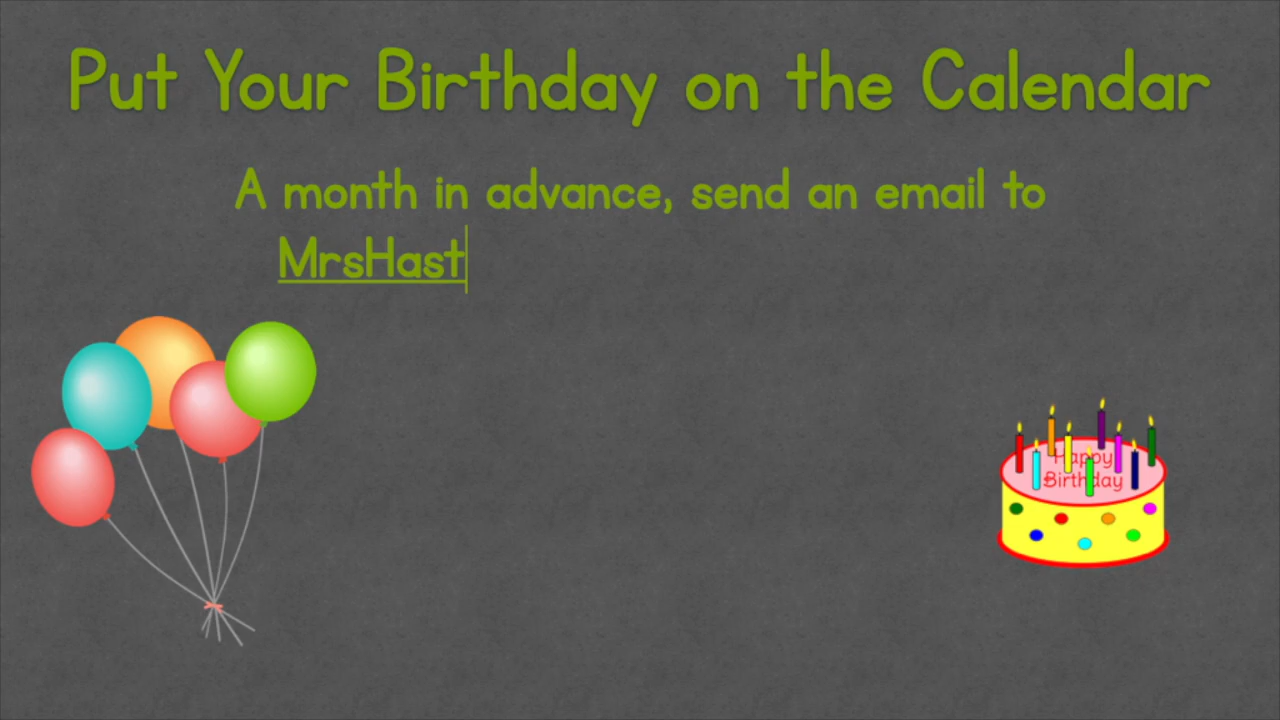 Put Your Birthday on the Calendar
A month in advance, send an email to
MrsHast
Happy
Birthday